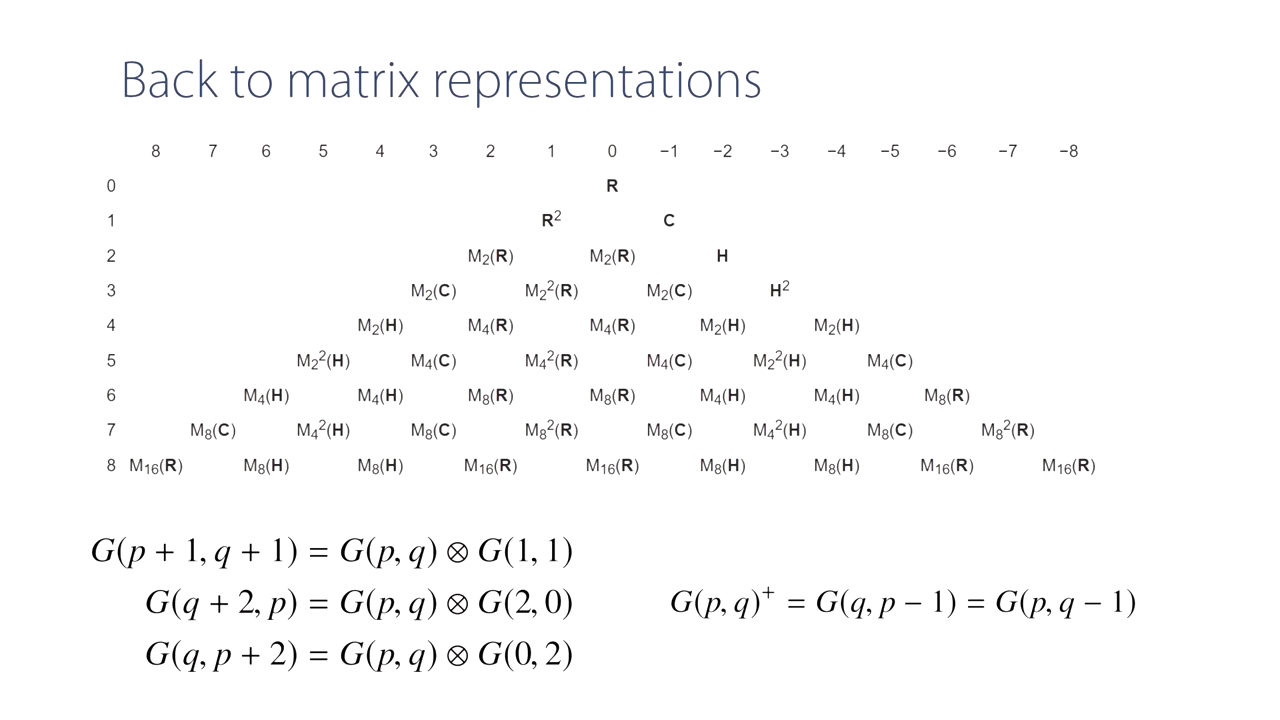 Back to matrix representations
8 7 6 5 4 3 2 1 0 −1 −2 −3 −4 −5 −6 −7 −8
0 R
1 R² C
2 M₂(R) M₂(R) H
3 M₂(C) M₂²(R) M₂(C) H²
4 M₂(H) M₄(R) M₄(R) M₂(H) M₂(H)
5 M₂²(H) M₄(C) M₄²(R) M₄(C) M₂²(H) M₄(C)
6 M₄(H) M₄(H) M₈(R) M₈(R) M₄(H) M₄(H) M₈(R)
7 M₈(C) M₄²(H) M₈(C) M₈²(R) M₈(C) M₄²(H) M₈(C) M₈²(R)
8 M₁₆(R) M₈(H) M₈(H) M₁₆(R) M₁₆(R) M₈(H) M₈(H) M₁₆(R) M₁₆(R)
G(p + 1, q + 1) = G(p, q) ⊗ G(1, 1)
G(q + 2, p) = G(p, q) ⊗ G(2, 0)
G(p, q)⁺ = G(q, p − 1) = G(p, q − 1)
G(q, p + 2) = G(p, q) ⊗ G(0, 2)